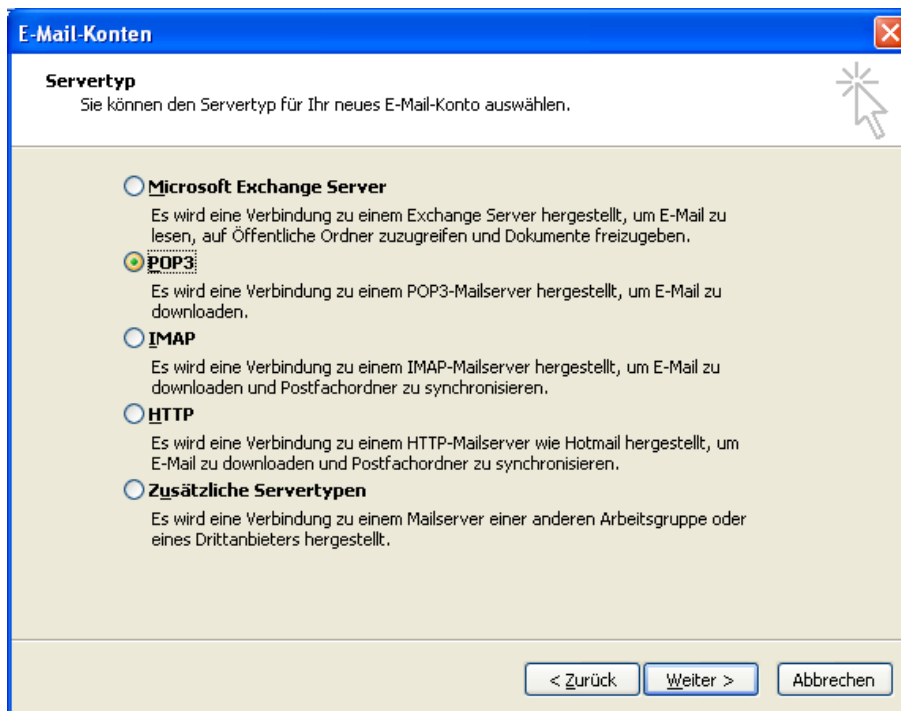 E-Mail-Konten
Servertyp
Sie können den Servertyp für Ihr neues E-Mail-Konto auswählen.
Microsoft Exchange Server
Es wird eine Verbindung zu einem Exchange Server hergestellt, um E-Mail zu
lesen, auf Öffentliche Ordner zuzugreifen und Dokumente freizugeben.
POP3
Es wird eine Verbindung zu einem POP3-Mailserver hergestellt, um E-Mail zu
downloaden.
IMAP
Es wird eine Verbindung zu einem IMAP-Mailserver hergestellt, um E-Mail zu
downloaden und Postfachordner zu synchronisieren.
HTTP
Es wird eine Verbindung zu einem HTTP-Mailserver wie Hotmail hergestellt, um
E-Mail zu downloaden und Postfachordner zu synchronisieren.
Zusätzliche Servertypen
Es wird eine Verbindung zu einem Mailserver einer anderen Arbeitsgruppe oder
eines Drittanbieters hergestellt.
< Zurück Weiter > Abbrechen